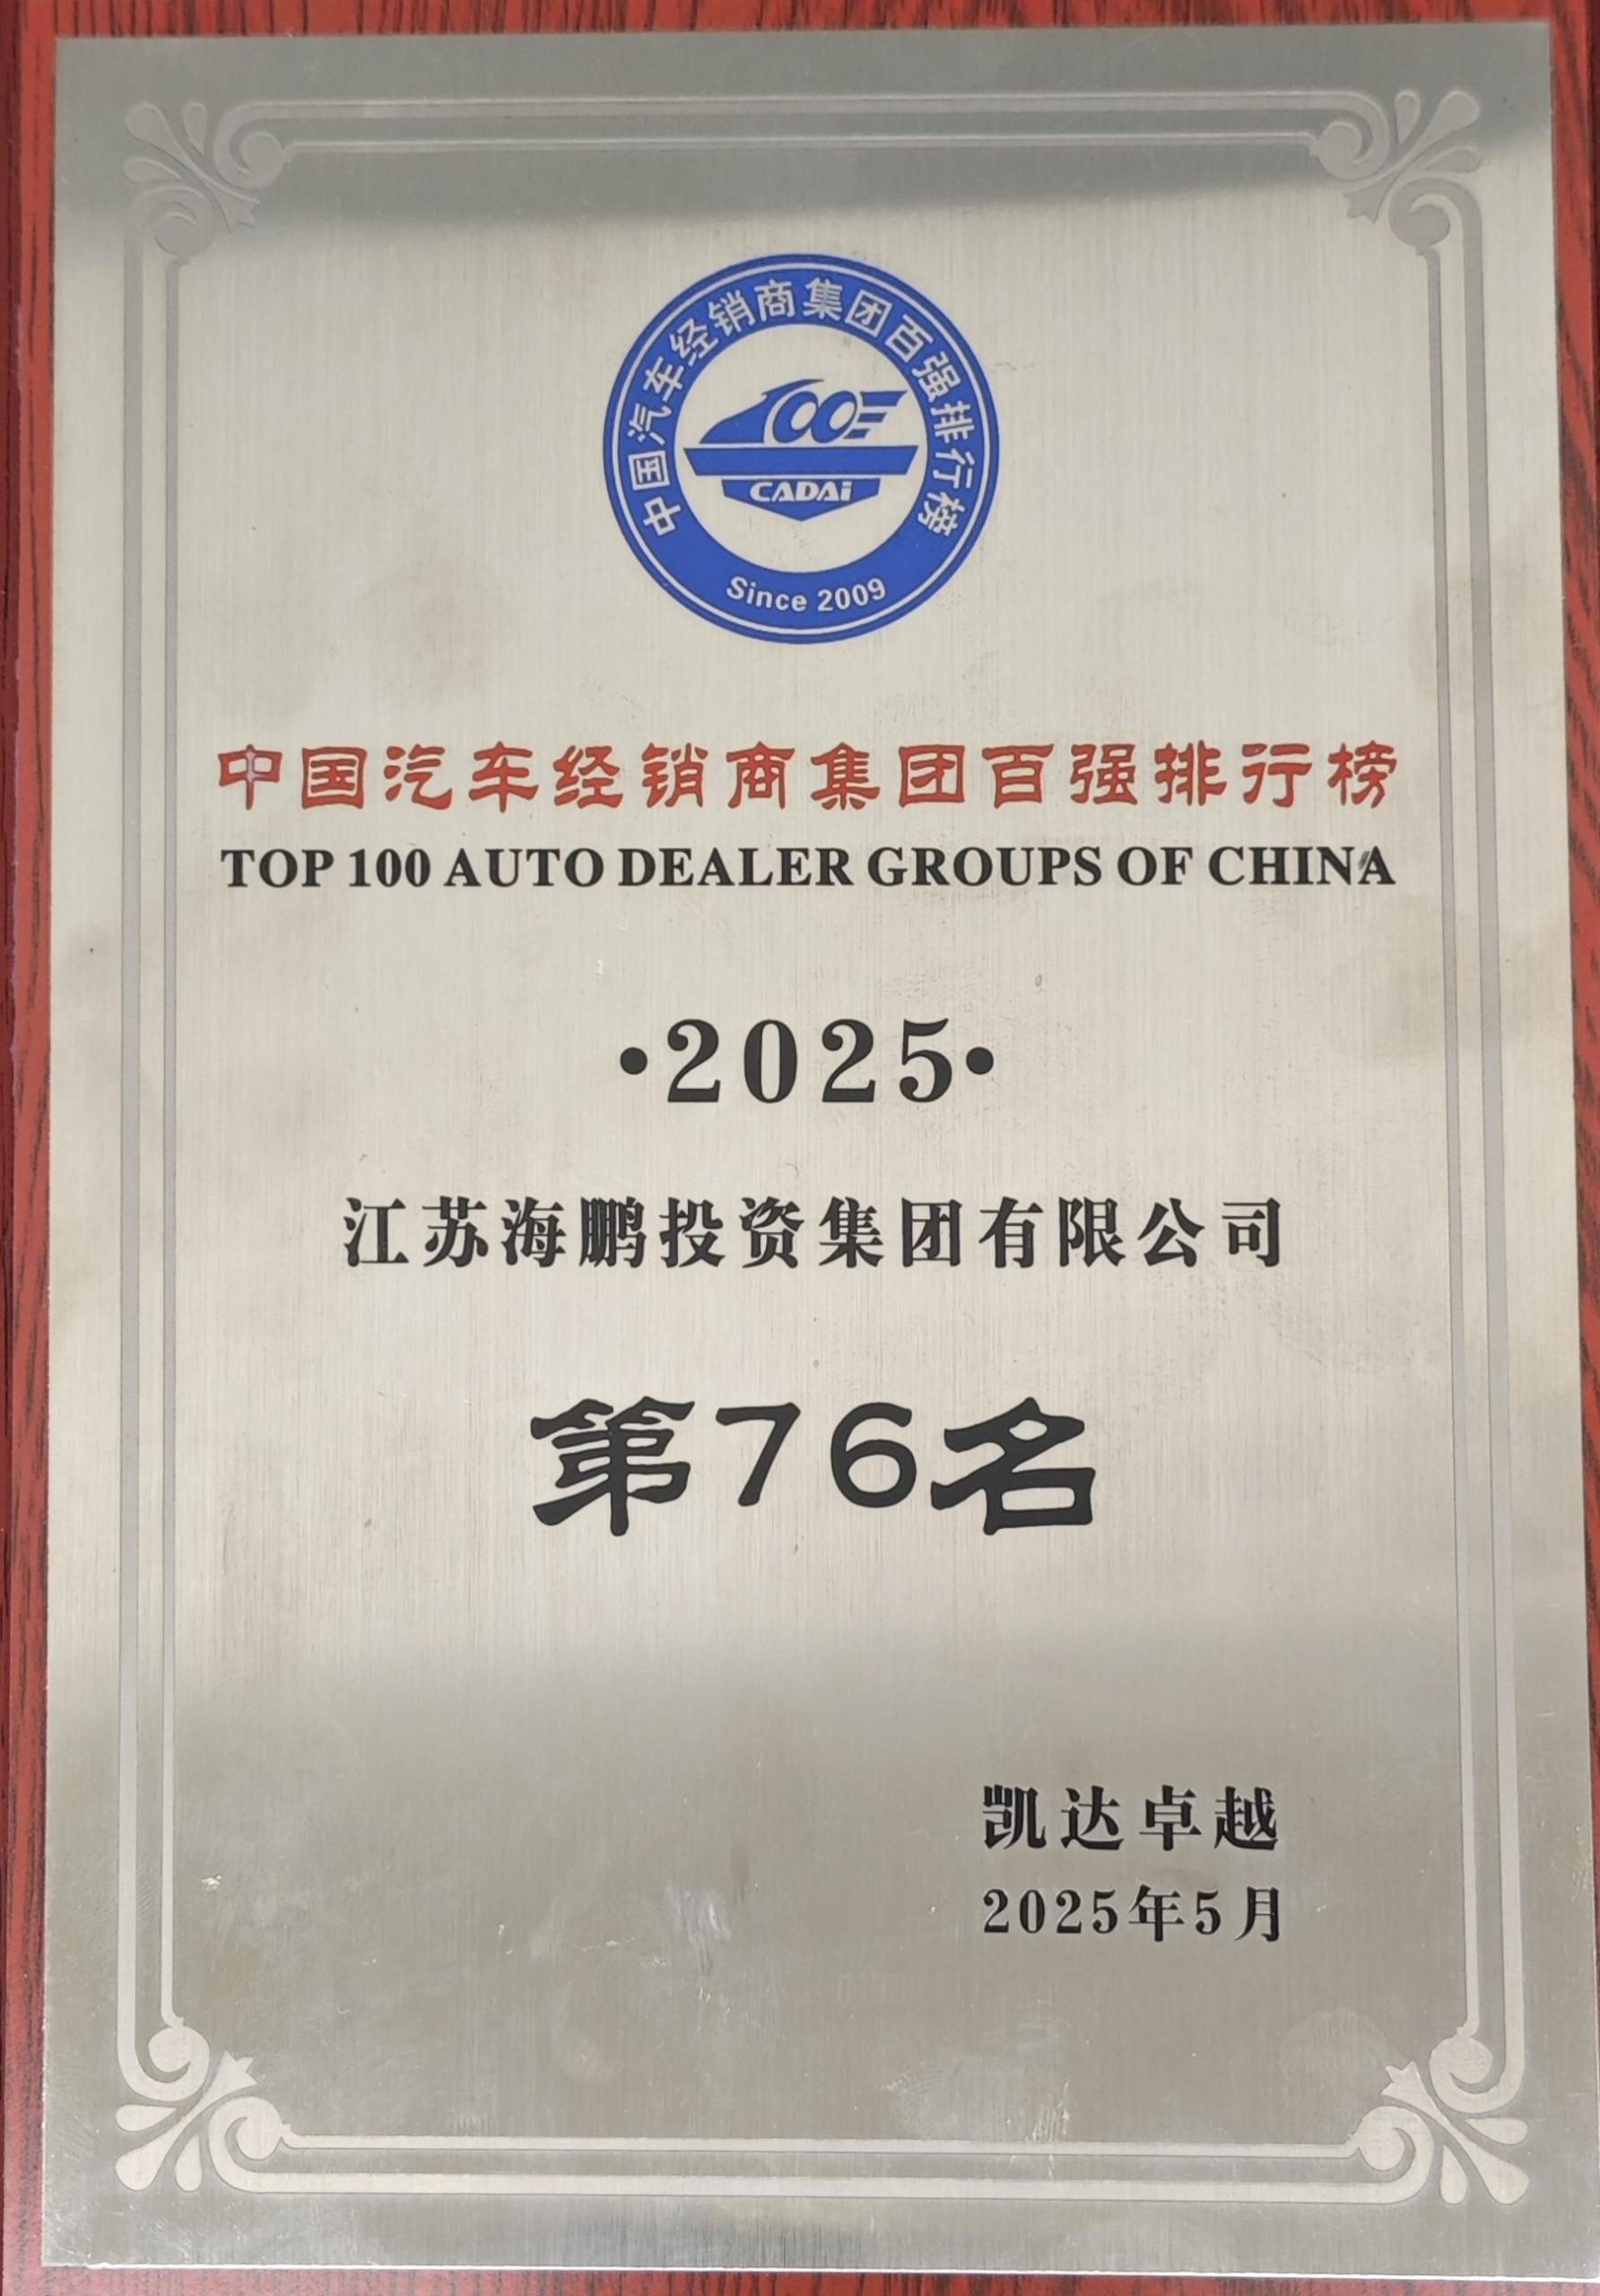 中国汽车经销商集团百强排行榜
100E
CADAi
Since 2009
中国汽车经销商集团百强排行榜
TOP 100 AUTO DEALER GROUPS OF CHINA
·2025·
江苏海鹏投资集团有限公司
第76名
凯达卓越
2025年5月